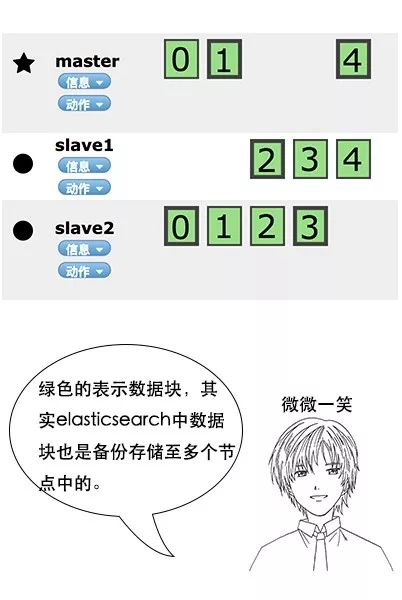 master
0 1 4
信息
动作
slave1
2 3 4
信息
动作
slave2
0 1 2 3
信息
动作
微微一笑
绿色的表示数据块，其
实elasticsearch中数据
块也是备份存储至多个节
点中的。